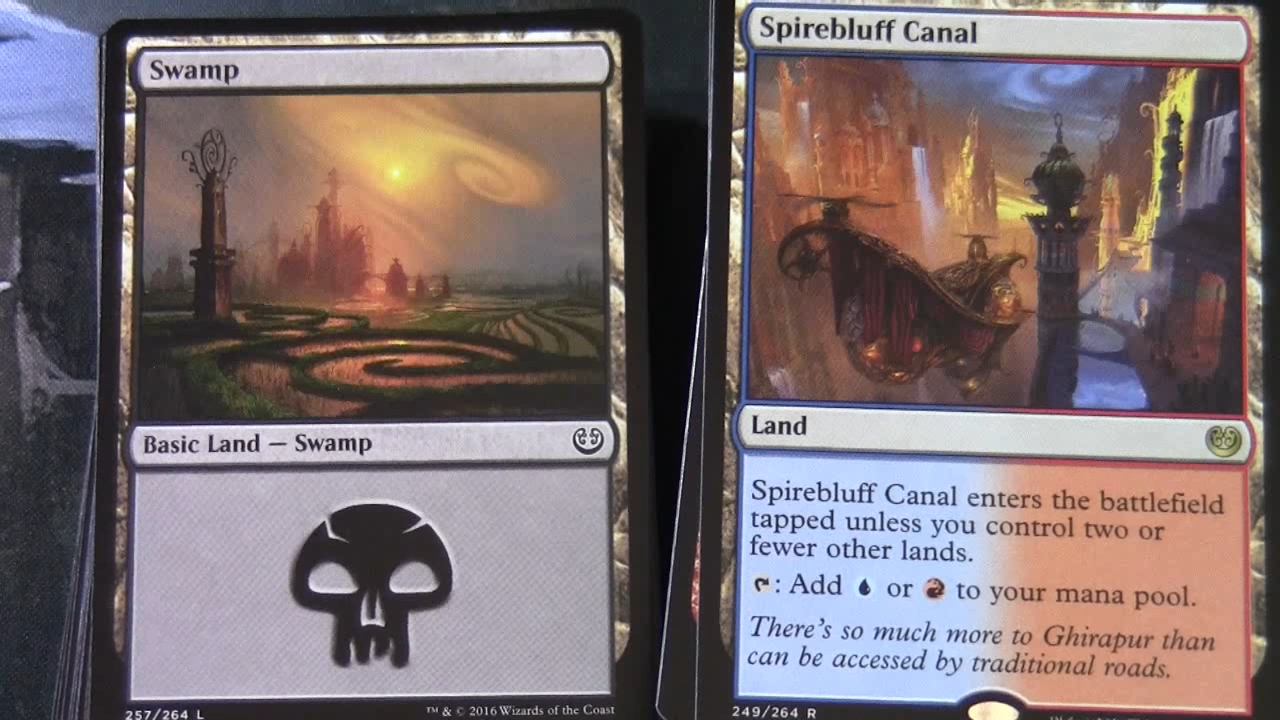 Swamp
Basic Land — Swamp
257/264 L
™ & © 2016 Wizards of the Coast
Spirebluff Canal
Land
Spirebluff Canal enters the battlefield
tapped unless you control two or
fewer other lands.
: Add or to your mana pool.
There's so much more to Ghirapur than
can be accessed by traditional roads.
249/264 R